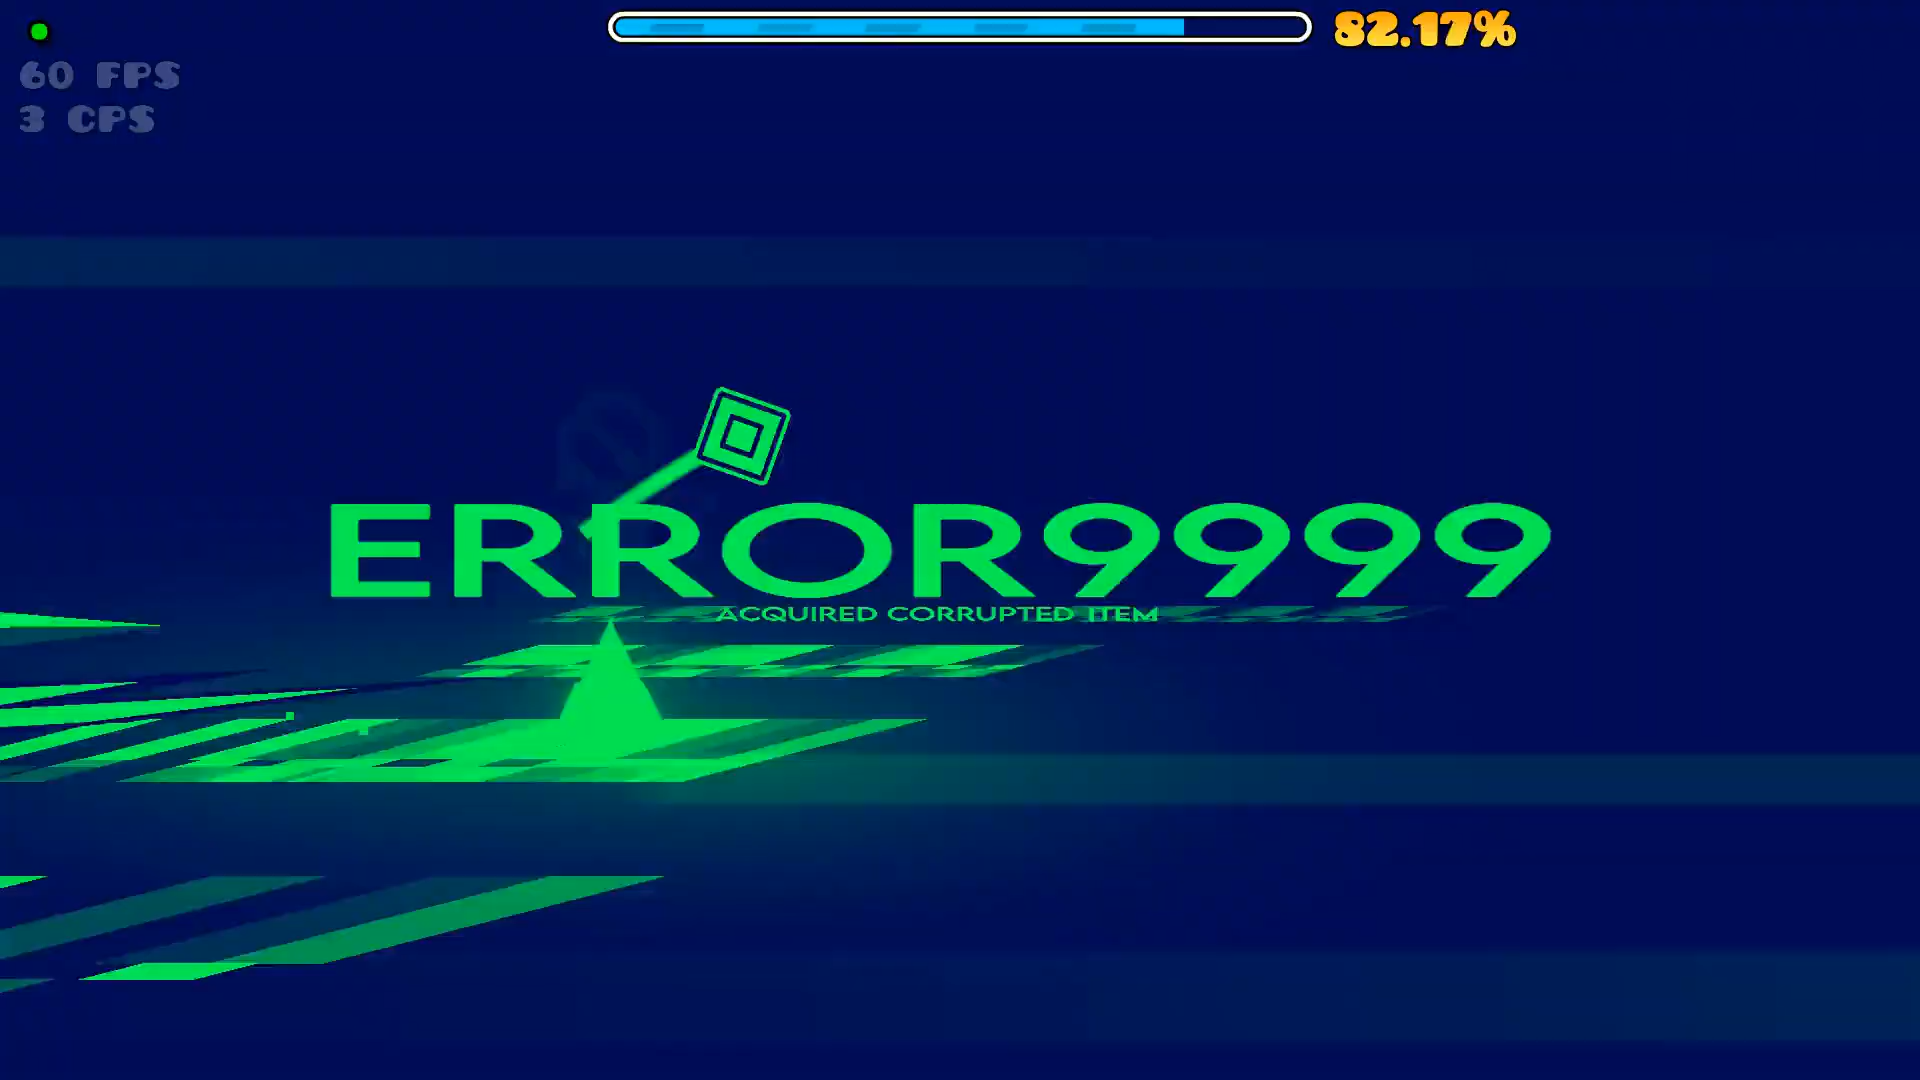 82.17%
60 FPS
3 CPS
ERROR9999
ACQUIRED CORRUPTED ITEM